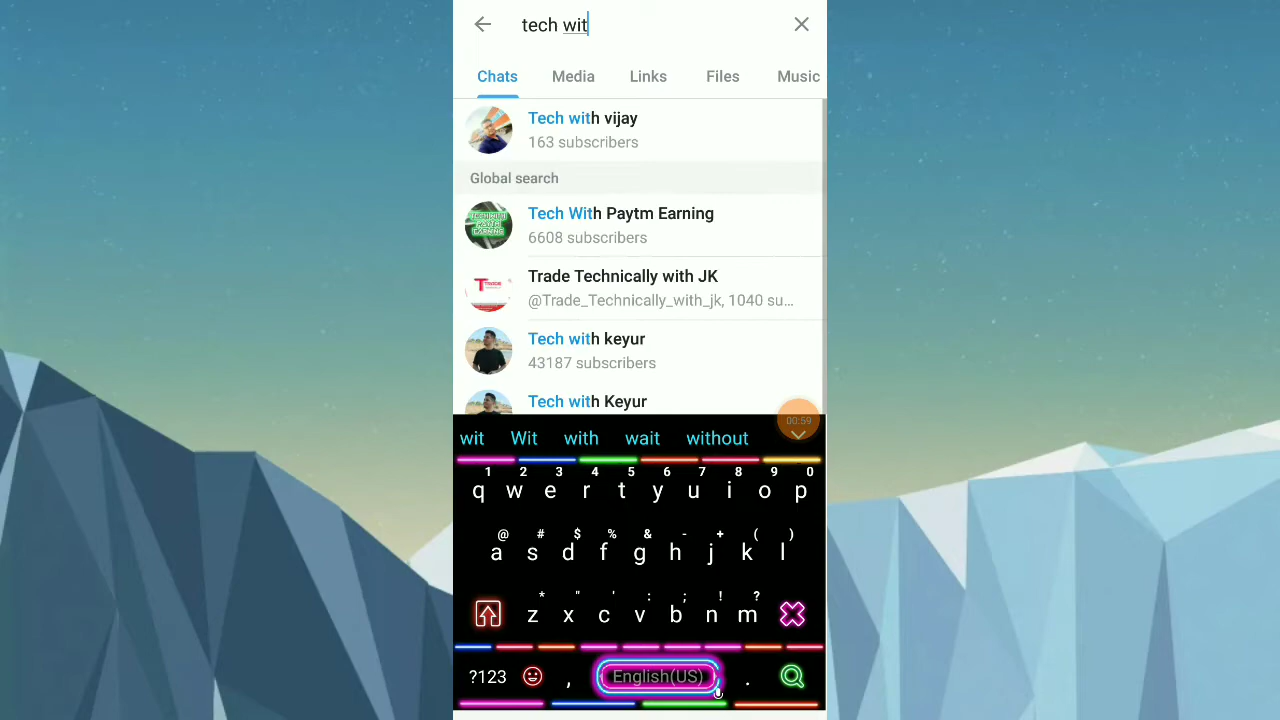 tech wit
Chats Media Links Files Music
Tech with vijay
163 subscribers
Global search
Tech With Paytm Earning
6608 subscribers
Trade Technically with JK
@Trade_Technically_with_jk, 1040 su...
Tech with keyur
43187 subscribers
Tech with Keyur
00:59
wit Wit with wait without
1 2 3 4 5 6 7 8 9 0
q w e r t y u i o p
@ # $ % & - + ( )
a s d f g h j k l
* " ' : ; ! ?
z x c v b n m
?123 , English(US) .